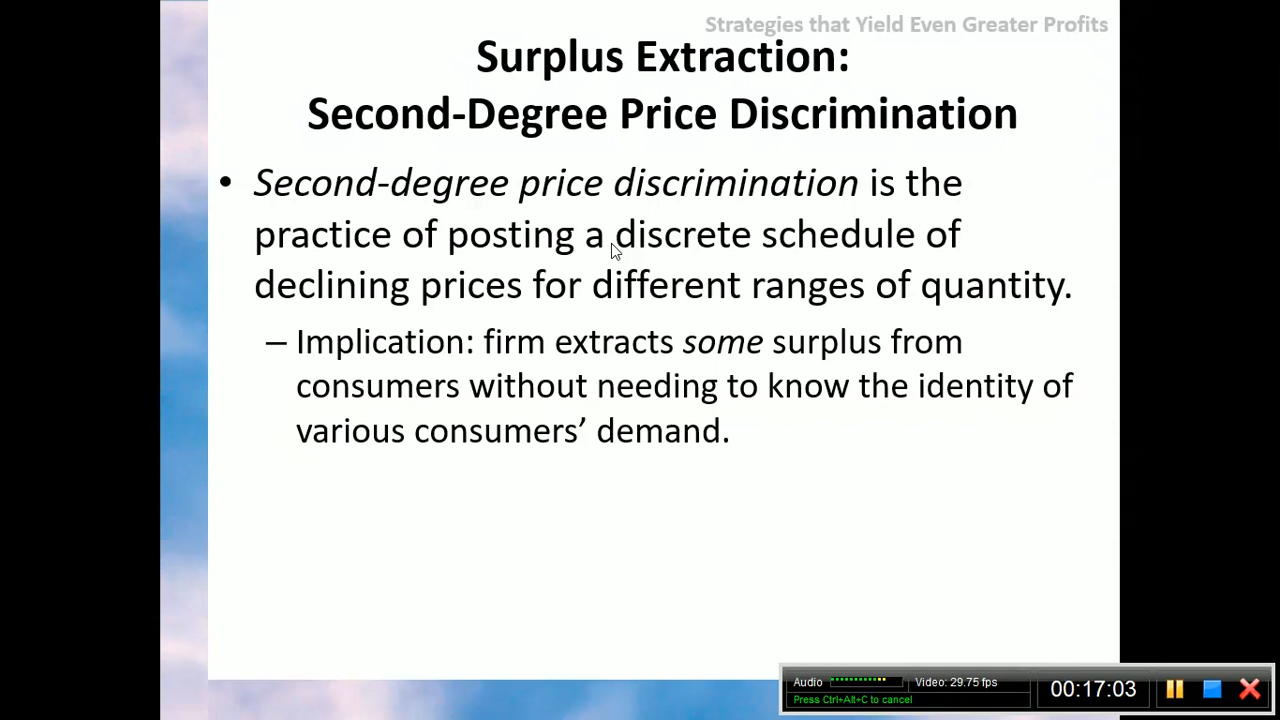 Strategies that Yield Even Greater Profits
Surplus Extraction:
Second-Degree Price Discrimination
• Second-degree price discrimination is the
practice of posting a discrete schedule of
declining prices for different ranges of quantity.
– Implication: firm extracts some surplus from
consumers without needing to know the identity of
various consumers’ demand.
Audio Video: 29.75 fps
Press Ctrl+Alt+C to cancel
00:17:03